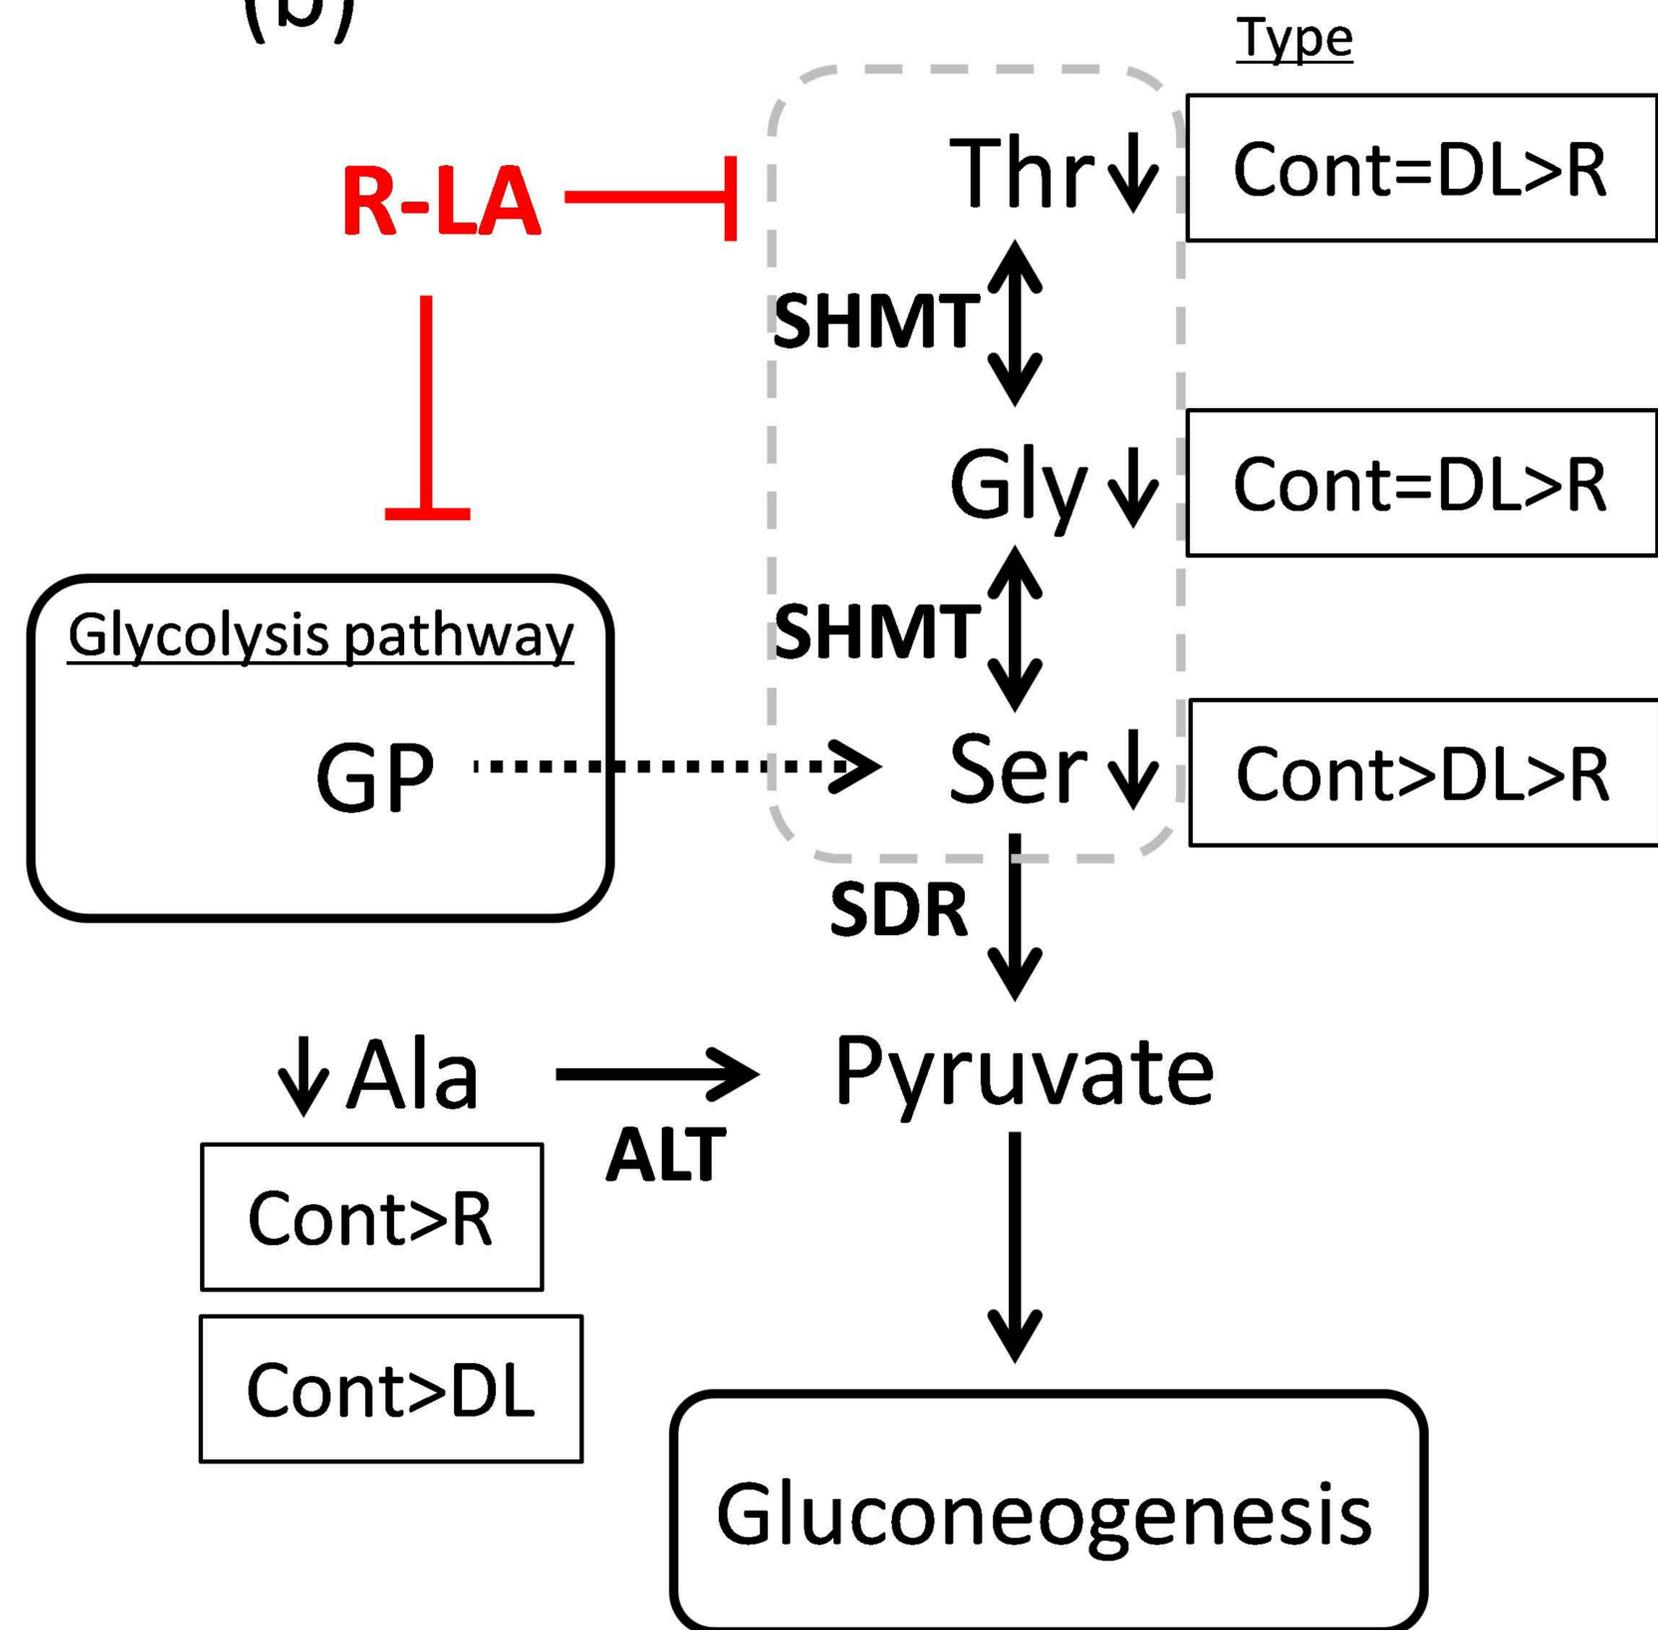 (b)
Type
Thr↓
Cont=DL>R
R-LA
SHMT
Gly↓
Cont=DL>R
SHMT
Glycolysis pathway
GP
Ser↓
Cont>DL>R
SDR
↓Ala
ALT
Pyruvate
Cont>R
Cont>DL
Gluconeogenesis